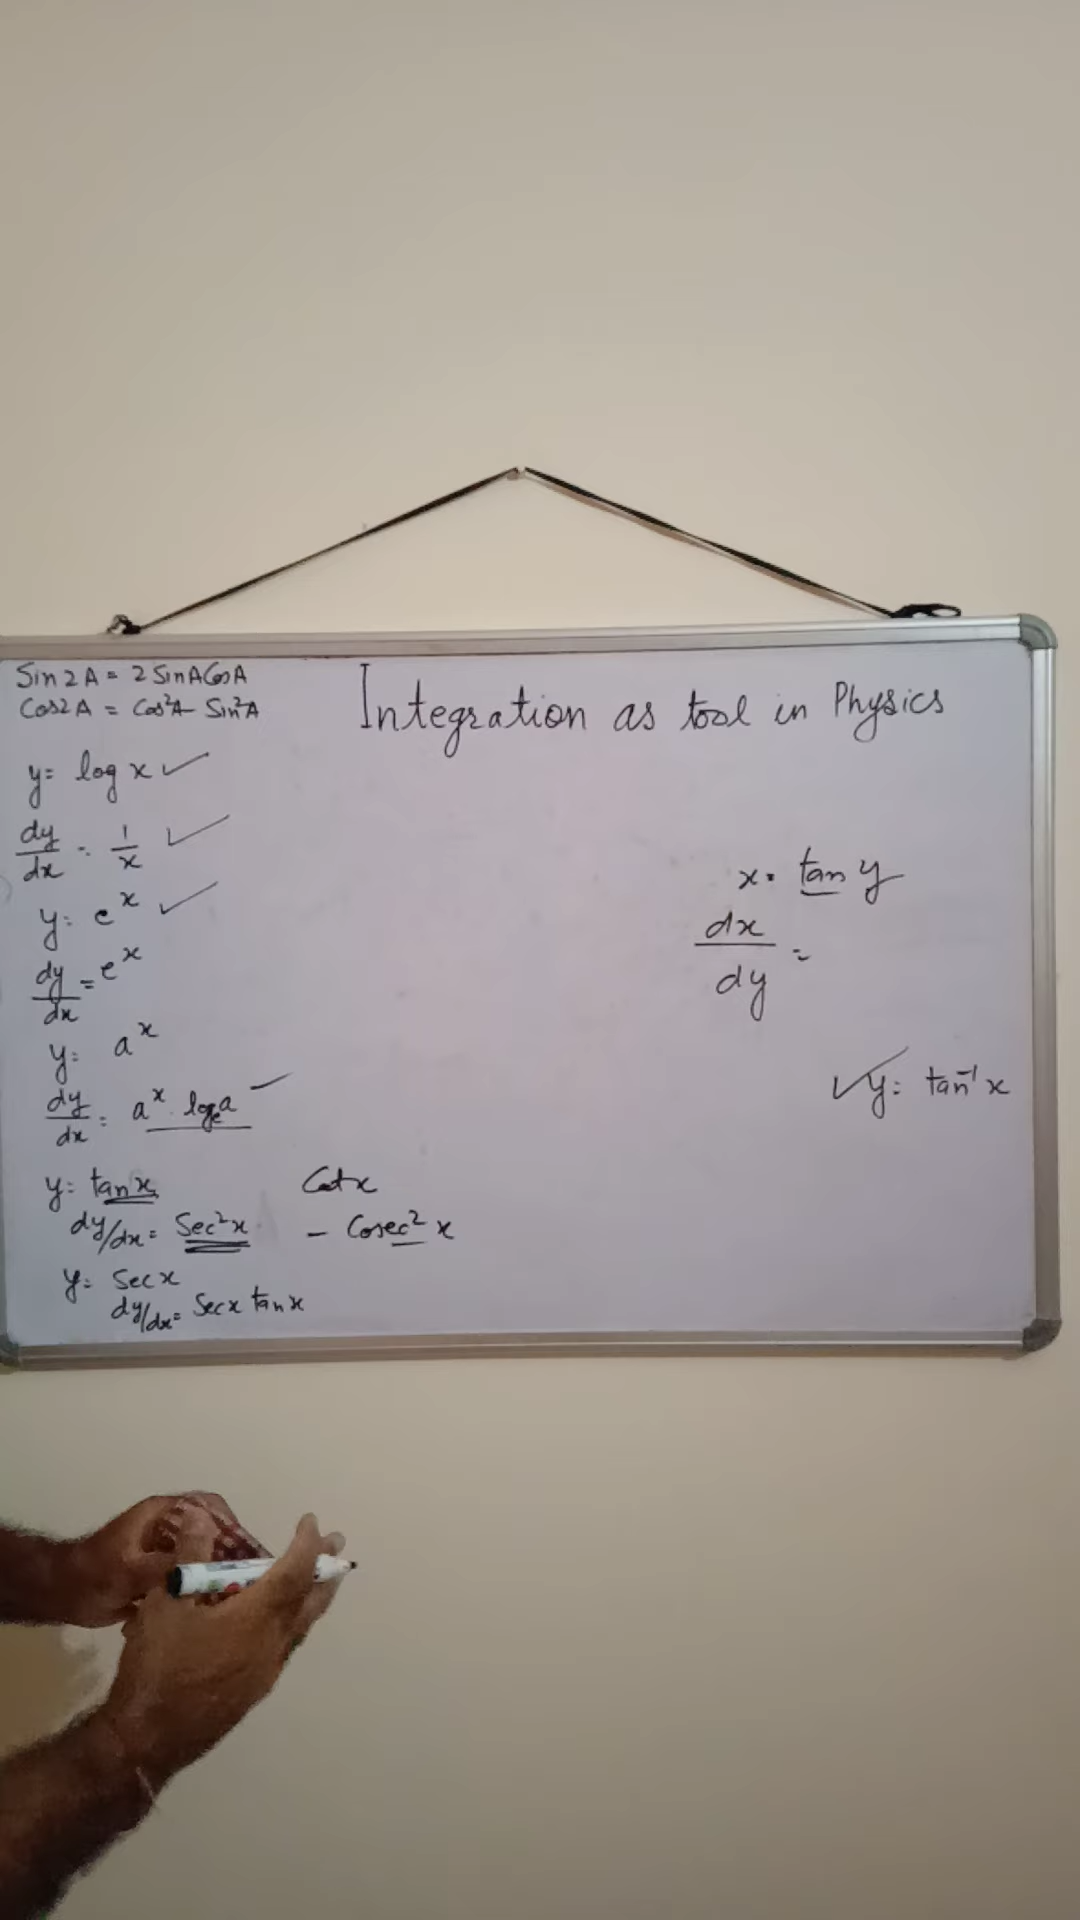 Sin2A = 2SinACosA
Cos2A = Cos²A - Sin²A
Integration as tool in Physics
y = log x ✓
dy/dx = 1/x ✓
y = e^x ✓
dy/dx = e^x
y = a^x
dy/dx = a^x · logₑa ✓
y = tan x
dy/dx = Sec²x
Cot x
- Cosec² x
y = Sec x
dy/dx = Sec x tan x
x = tan y
dx/dy =
✓ y = tan⁻¹ x